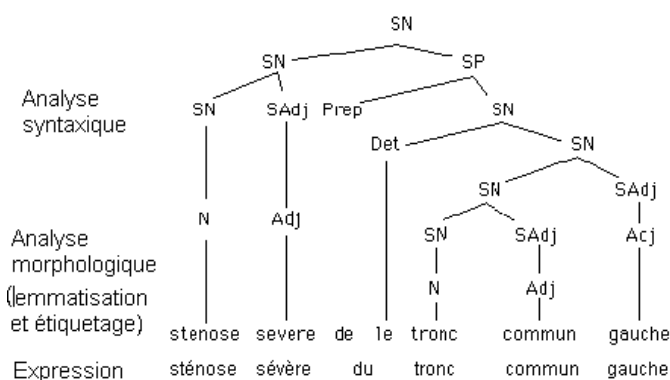 SN
SN SP
Analyse
syntaxique
SN SAdj Prep SN
Det SN
SN SAdj
N Adj SN SAdj Acj
Analyse
morphologique
(lemmatisation
et étiquetage)
N Adj
stenose severe de le tronc commun gauche
Expression sténose sévère du tronc commun gauche